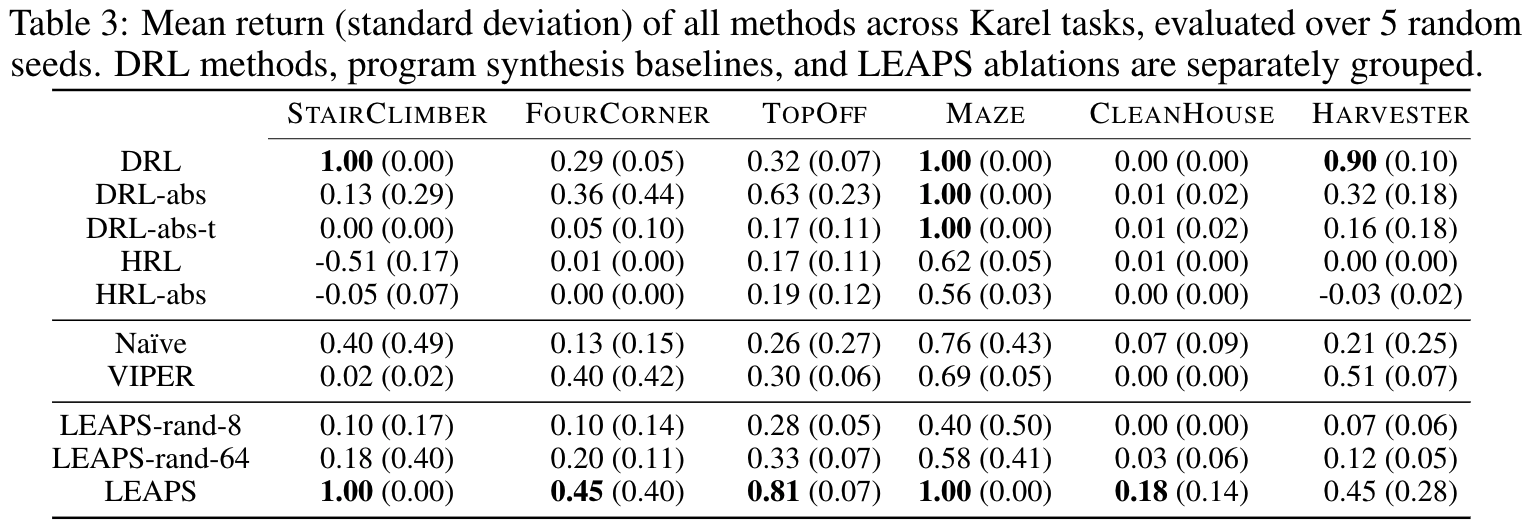 Table 3: Mean return (standard deviation) of all methods across Karel tasks, evaluated over 5 random
seeds. DRL methods, program synthesis baselines, and LEAPS ablations are separately grouped.
STAIRCLIMBER FOURCORNER TOPOFF MAZE CLEANHOUSE HARVESTER
DRL 1.00 (0.00) 0.29 (0.05) 0.32 (0.07) 1.00 (0.00) 0.00 (0.00) 0.90 (0.10)
DRL-abs 0.13 (0.29) 0.36 (0.44) 0.63 (0.23) 1.00 (0.00) 0.01 (0.02) 0.32 (0.18)
DRL-abs-t 0.00 (0.00) 0.05 (0.10) 0.17 (0.11) 1.00 (0.00) 0.01 (0.02) 0.16 (0.18)
HRL -0.51 (0.17) 0.01 (0.00) 0.17 (0.11) 0.62 (0.05) 0.01 (0.00) 0.00 (0.00)
HRL-abs -0.05 (0.07) 0.00 (0.00) 0.19 (0.12) 0.56 (0.03) 0.00 (0.00) -0.03 (0.02)
Naïve 0.40 (0.49) 0.13 (0.15) 0.26 (0.27) 0.76 (0.43) 0.07 (0.09) 0.21 (0.25)
VIPER 0.02 (0.02) 0.40 (0.42) 0.30 (0.06) 0.69 (0.05) 0.00 (0.00) 0.51 (0.07)
LEAPS-rand-8 0.10 (0.17) 0.10 (0.14) 0.28 (0.05) 0.40 (0.50) 0.00 (0.00) 0.07 (0.06)
LEAPS-rand-64 0.18 (0.40) 0.20 (0.11) 0.33 (0.07) 0.58 (0.41) 0.03 (0.06) 0.12 (0.05)
LEAPS 1.00 (0.00) 0.45 (0.40) 0.81 (0.07) 1.00 (0.00) 0.18 (0.14) 0.45 (0.28)